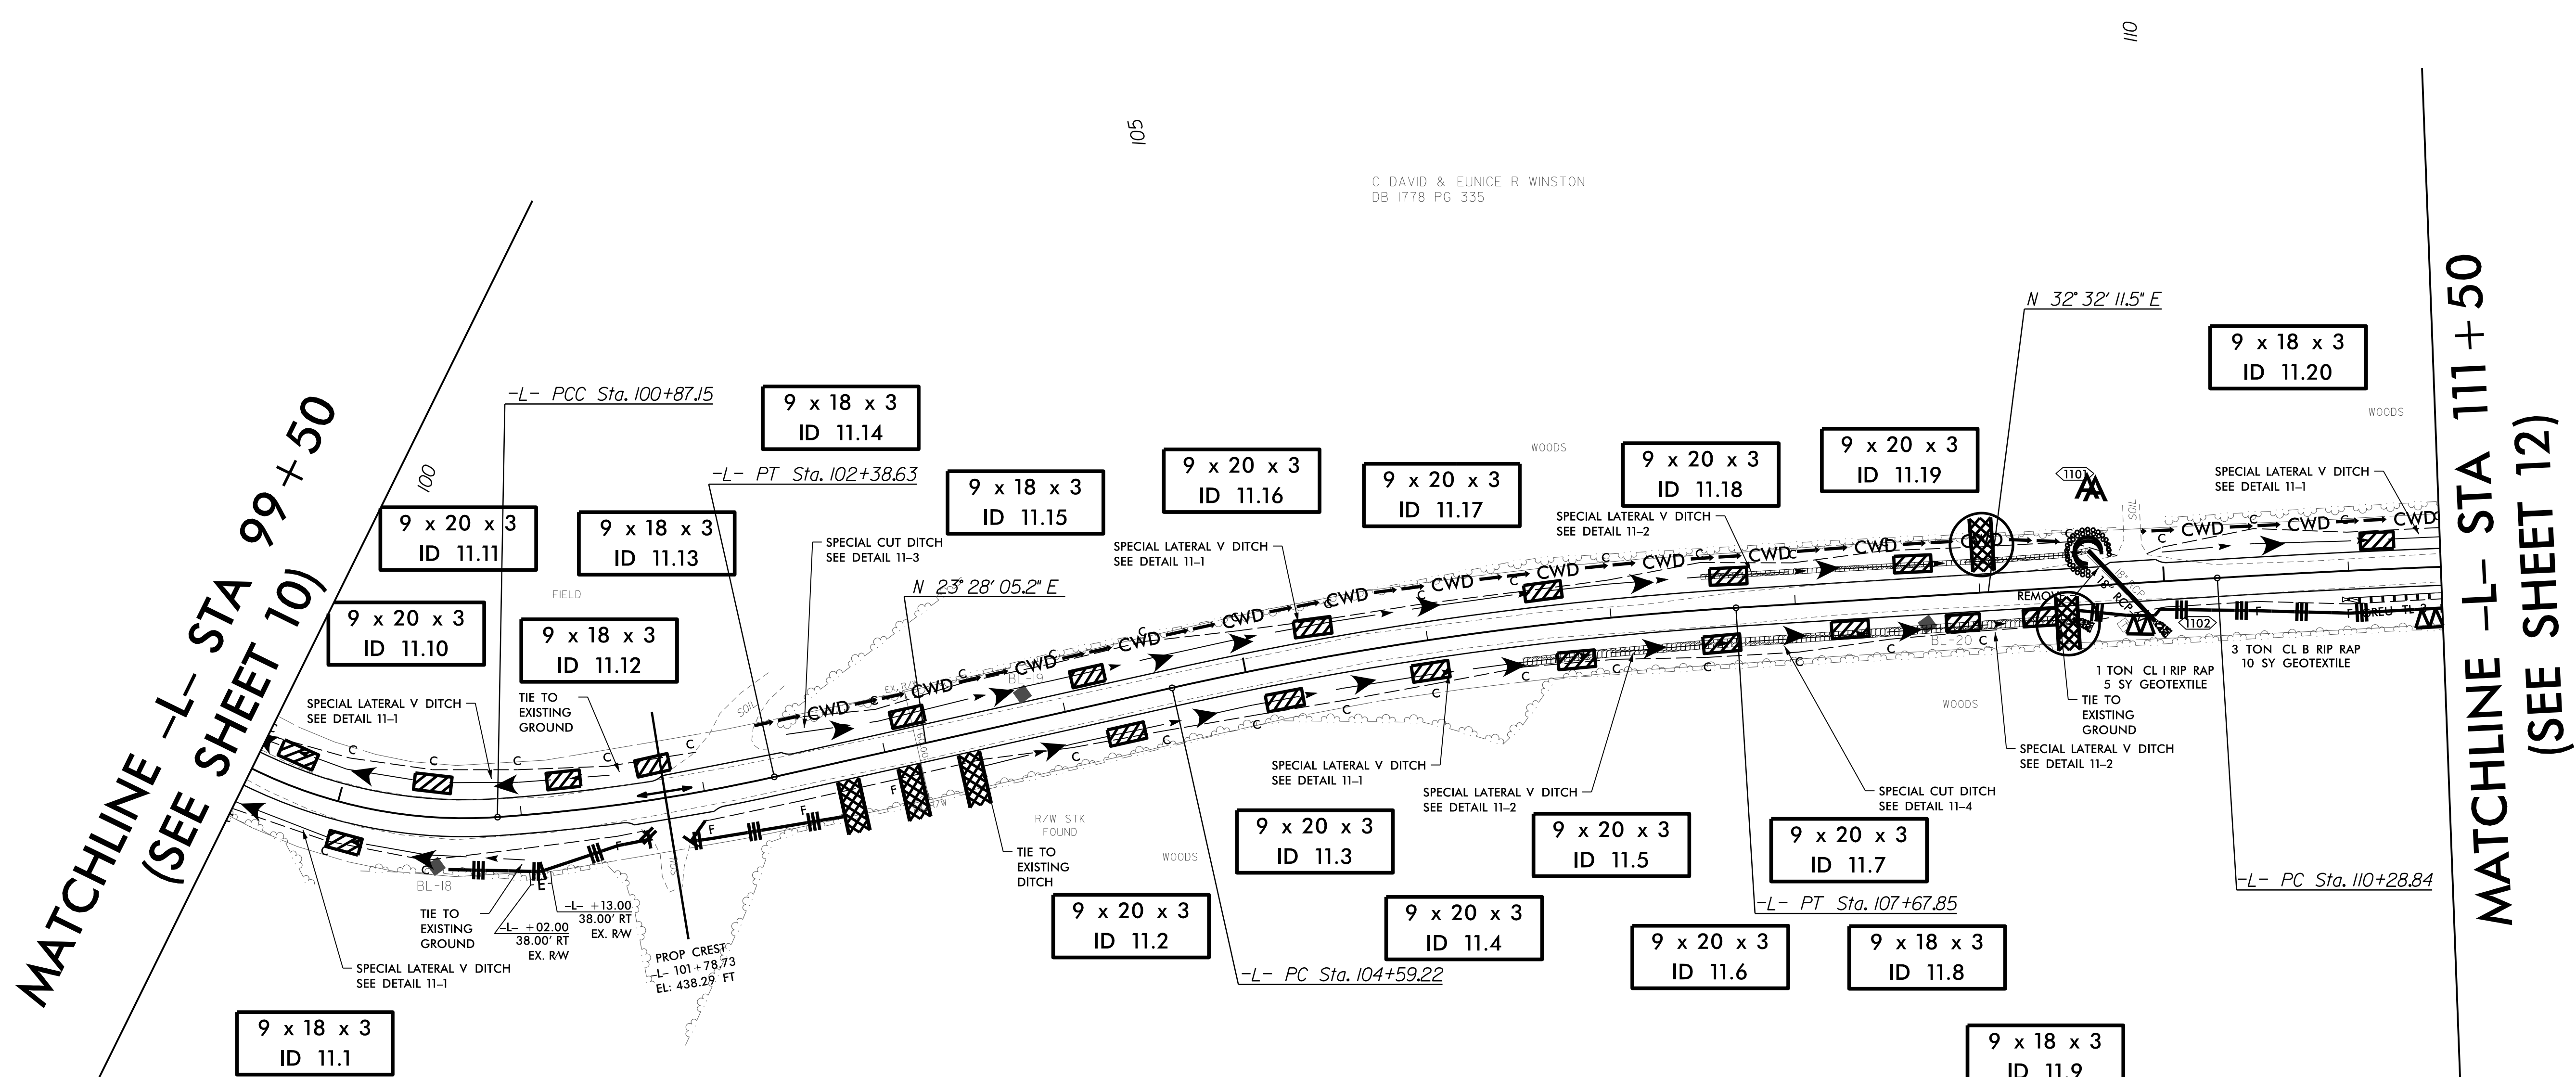 110
105
C DAVID & EUNICE R WINSTON
DB 1778 PG 335
N 32° 32' 11.5" E
MATCHLINE -L- STA 99+50
(SEE SHEET 10)
MATCHLINE -L- STA 111+50
(SEE SHEET 12)
100
-L- PCC Sta. 100+87.15
-L- PT Sta. 102+38.63
9 x 18 x 3
ID 11.14
9 x 18 x 3
ID 11.20
WOODS
WOODS
9 x 18 x 3
ID 11.15
9 x 20 x 3
ID 11.16
9 x 20 x 3
ID 11.17
9 x 20 x 3
ID 11.18
9 x 20 x 3
ID 11.19
1101
SPECIAL LATERAL V DITCH
SEE DETAIL 11-1
9 x 20 x 3
ID 11.11
9 x 18 x 3
ID 11.13
SPECIAL CUT DITCH
SEE DETAIL 11-3
SPECIAL LATERAL V DITCH
SEE DETAIL 11-1
SPECIAL LATERAL V DITCH
SEE DETAIL 11-2
SOIL
N 23° 28' 05.2" E
FIELD
9 x 20 x 3
ID 11.10
9 x 18 x 3
ID 11.12
SPECIAL LATERAL V DITCH
SEE DETAIL 11-1
TIE TO
EXISTING
GROUND
SOIL
EX. R/W
BL-19
CWD CWD CWD CWD CWD CWD CWD CWD CWD CWD CWD CWD CWD CWD CWD
REMOVE
18" RCP
18" RCP
1102
GREU TL-3
BL-20
3 TON CL B RIP RAP
10 SY GEOTEXTILE
1 TON CL I RIP RAP
5 SY GEOTEXTILE
TIE TO
EXISTING
GROUND
WOODS
SPECIAL LATERAL V DITCH
SEE DETAIL 11-2
SPECIAL LATERAL V DITCH
SEE DETAIL 11-1
SPECIAL LATERAL V DITCH
SEE DETAIL 11-2
SPECIAL CUT DITCH
SEE DETAIL 11-4
R/W STK
FOUND
WOODS
TIE TO
EXISTING
DITCH
BL-18
E
TIE TO
EXISTING
GROUND
-L- +13.00
38.00' RT
EX. R/W
-L- +02.00
38.00' RT
EX. R/W
SOIL
PROP CREST
-L- 101+78.73
EL: 438.29 FT
SPECIAL LATERAL V DITCH
SEE DETAIL 11-1
9 x 20 x 3
ID 11.3
9 x 20 x 3
ID 11.5
9 x 20 x 3
ID 11.7
-L- PC Sta. 110+28.84
-L- PT Sta. 107+67.85
9 x 20 x 3
ID 11.2
9 x 20 x 3
ID 11.4
9 x 20 x 3
ID 11.6
9 x 18 x 3
ID 11.8
-L- PC Sta. 104+59.22
9 x 18 x 3
ID 11.1
9 x 18 x 3
ID 11.9